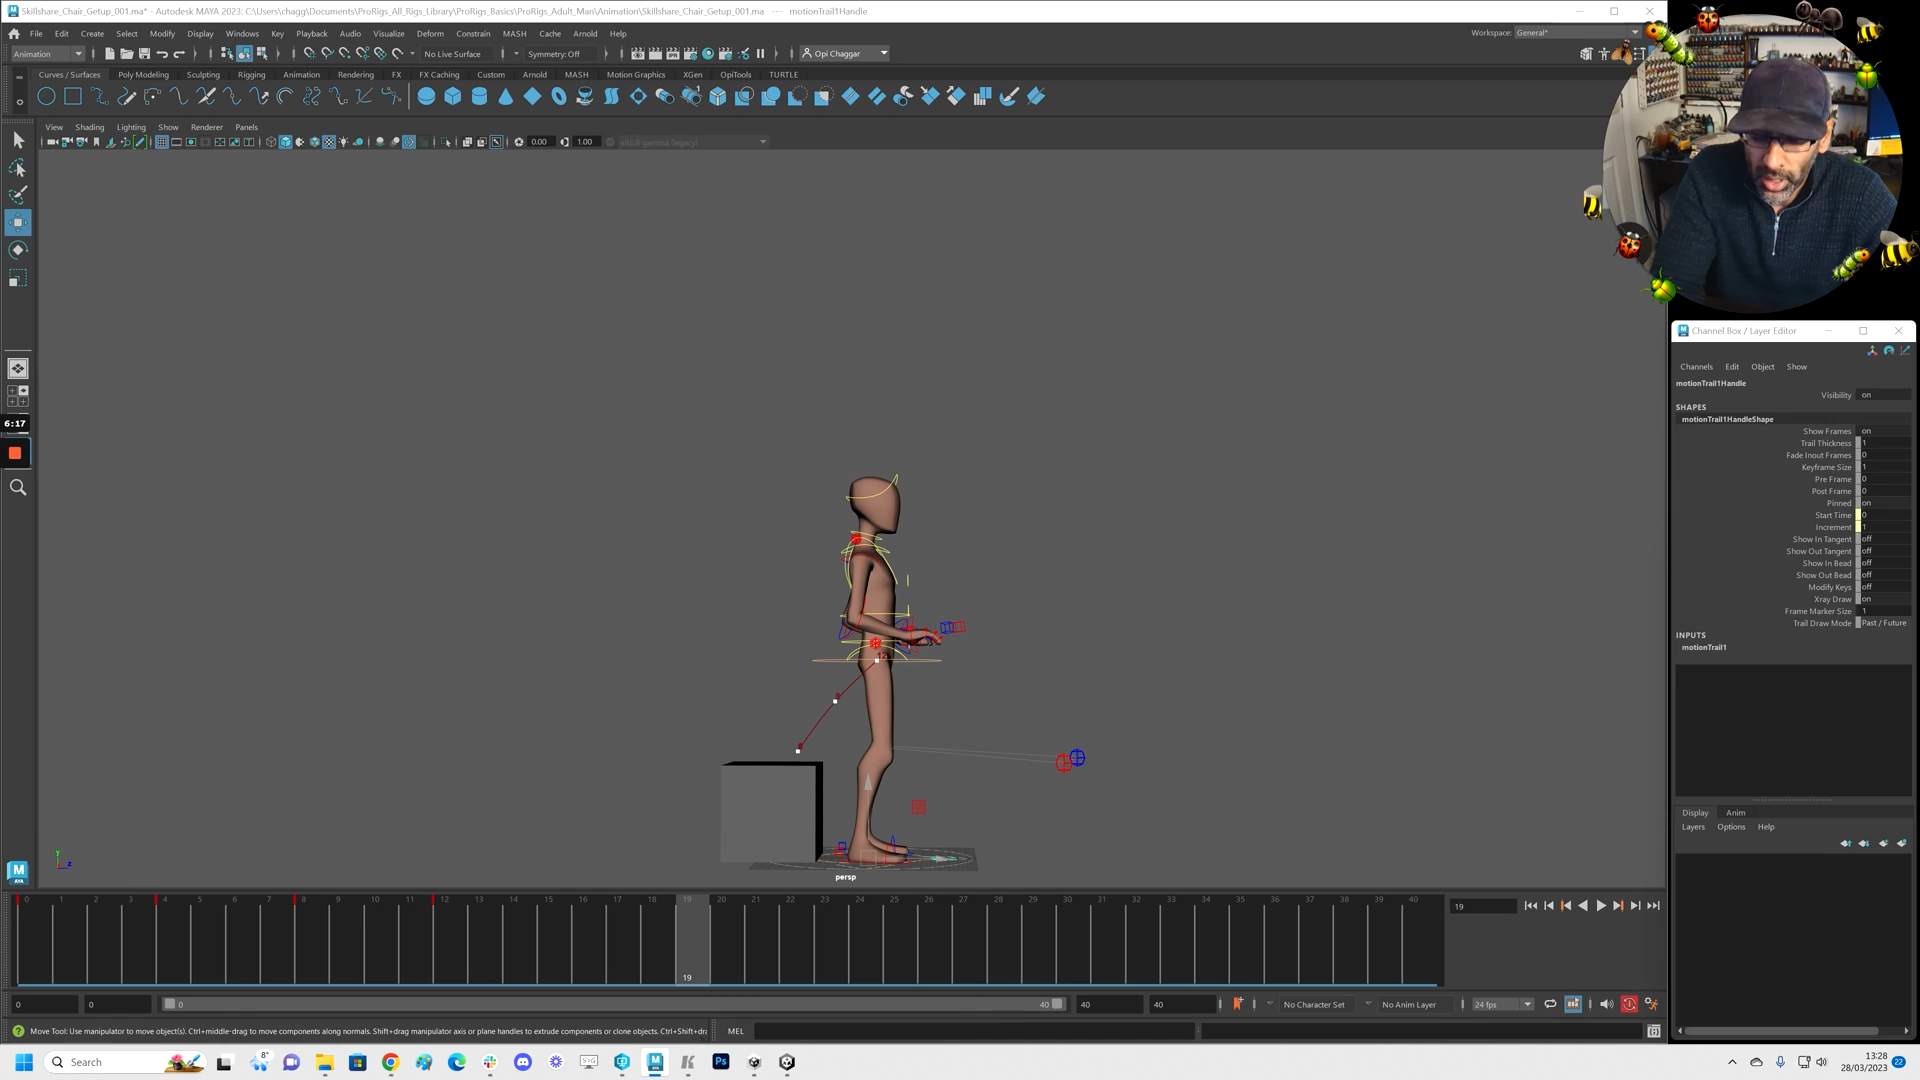 Skillshare_Chair_Getup_001.ma* - Autodesk MAYA 2023: C:\Users\chagg\Documents\ProRigs_All_Rigs_Library\ProRigs_Basics\ProRigs_Adult_Man\Animation\Skillshare_Chair_Getup_001.ma --- motionTrail1Handle
File Edit Create Select Modify Display Windows Key Playback Audio Visualize Deform Constrain MASH Cache Arnold Help
Workspace: General*
Animation No Live Surface Symmetry: Off Opi Chaggar
Curves / Surfaces Poly Modeling Sculpting Rigging Animation Rendering FX FX Caching Custom Arnold MASH Motion Graphics XGen OpiTools TURTLE
View Shading Lighting Show Renderer Panels
0.00 1.00 sRGB gamma (legacy)
6:17
persp
Channel Box / Layer Editor
Channels Edit Object Show
motionTrail1Handle
Visibility on
SHAPES
motionTrail1HandleShape
Show Frames on
Trail Thickness 1
Fade Inout Frames 0
Keyframe Size 1
Pre Frame 0
Post Frame 0
Pinned on
Start Time 0
Increment 1
Show In Tangent off
Show Out Tangent off
Show In Bead off
Show Out Bead off
Modify Keys off
Xray Draw on
Frame Marker Size 1
Trail Draw Mode Past / Future
INPUTS
motionTrail1
Display Anim
Layers Options Help
0 1 2 3 4 5 6 7 8 9 10 11 12 13 14 15 16 17 18 19 20 21 22 23 24 25 26 27 28 29 30 31 32 33 34 35 36 37 38 39 40
19
19
0 0 0 40 40 40 No Character Set No Anim Layer 24 fps
Move Tool: Use manipulator to move object(s). Ctrl+middle-drag to move components along normals. Shift+drag manipulator axis or plane handles to extrude components or clone objects. Ctrl+Shift+dra
MEL
Search
8°
13:28
28/03/2023
22